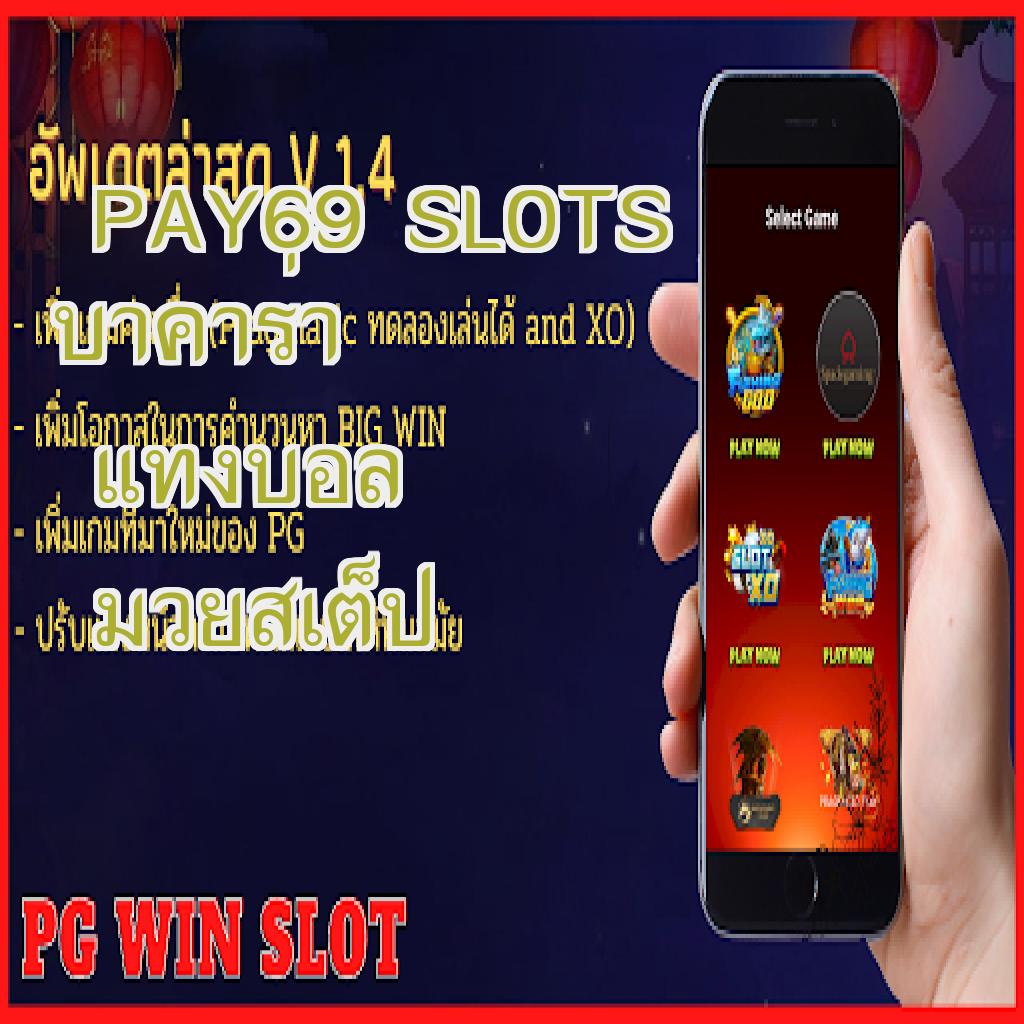 อัพเดตล่าสุด V 1.4
PAY69 SLOTS
บาคารา
ทดลองเล่นได้ and XO)
- เพิ่มโอกาสในการคำนวนหา BIG WIN
แทงบอล
- เพิ่มเกมที่มาใหม่ของ PG
มวยสเต็ป
- ปรับ
PG WIN SLOT
Select Game
PLAY NOW PLAY NOW
SLOT XO
PLAY NOW PLAY NOW